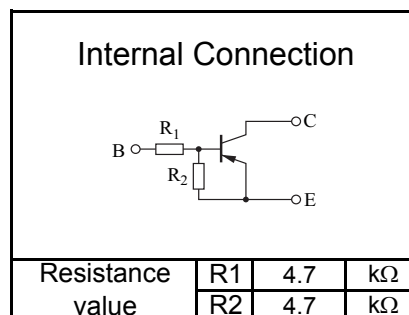 Internal Connection
C
R1
B
R2
E
Resistance value
R1 4.7 kΩ
R2 4.7 kΩ